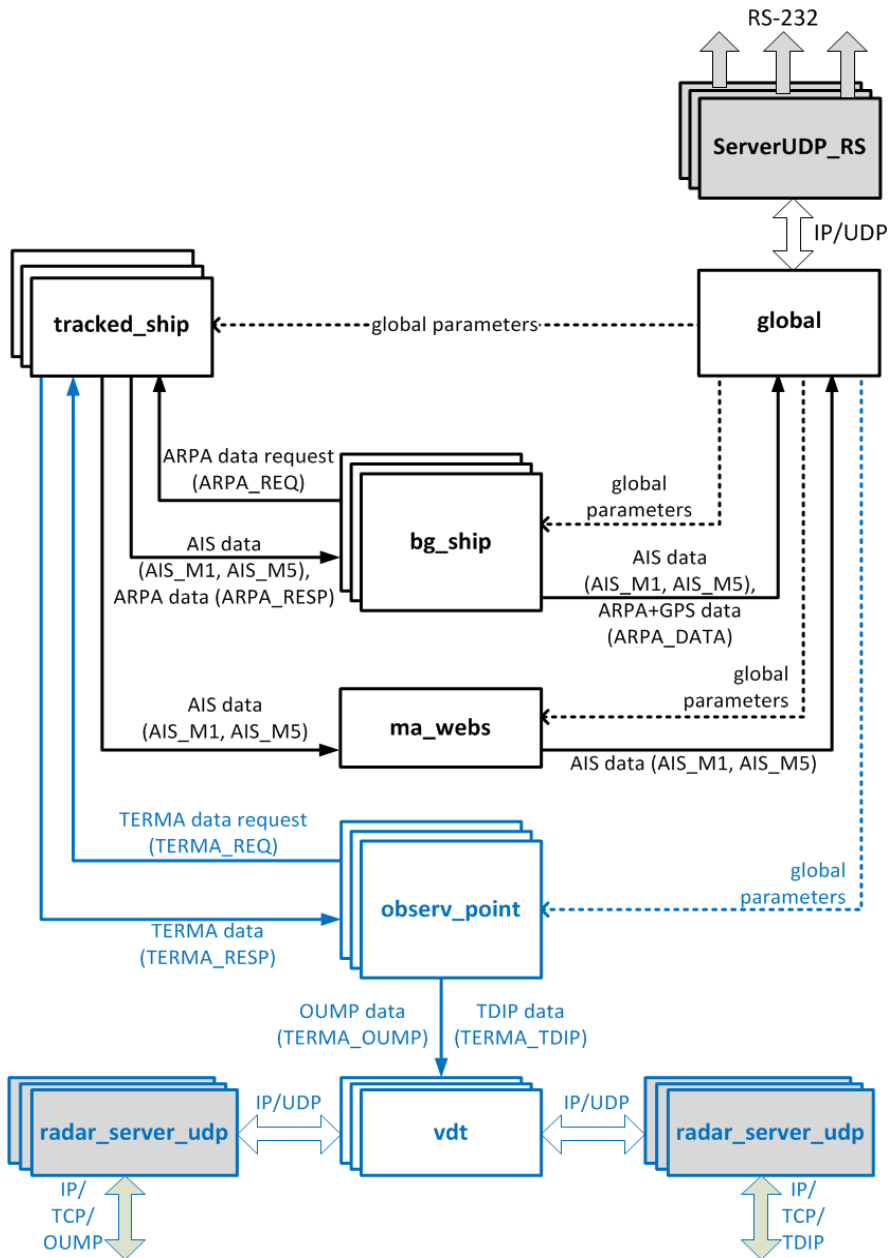 RS-232
ServerUDP_RS
IP/UDP
tracked_ship
global parameters
global
ARPA data request
(ARPA_REQ)
global
parameters
bg_ship
AIS data
(AIS_M1, AIS_M5),
ARPA data (ARPA_RESP)
AIS data
(AIS_M1, AIS_M5),
ARPA+GPS data
(ARPA_DATA)
global
parameters
AIS data
(AIS_M1, AIS_M5)
ma_webs
AIS data (AIS_M1, AIS_M5)
TERMA data request
(TERMA_REQ)
global
parameters
observ_point
TERMA data
(TERMA_RESP)
OUMP data
(TERMA_OUMP)
TDIP data
(TERMA_TDIP)
radar_server_udp
IP/UDP
vdt
IP/UDP
radar_server_udp
IP/
TCP/
OUMP
IP/
TCP/
TDIP